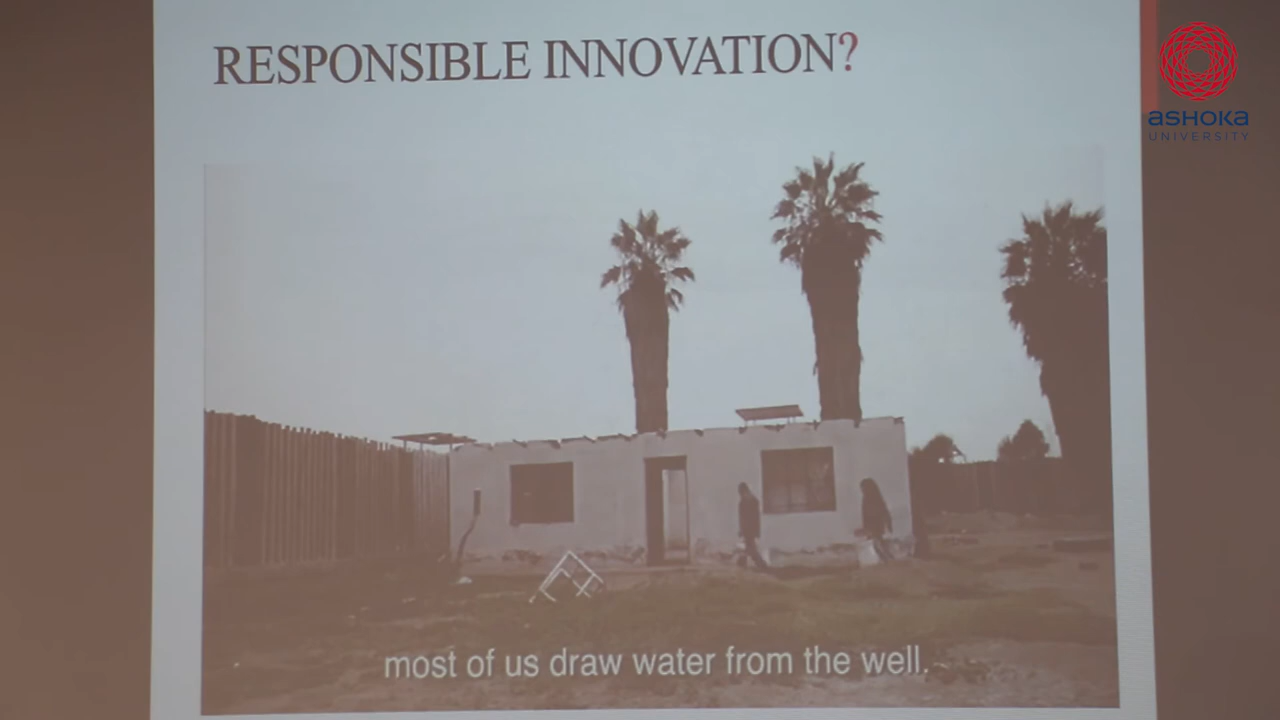 RESPONSIBLE INNOVATION?
ASHOKA
UNIVERSITY
most of us draw water from the well.